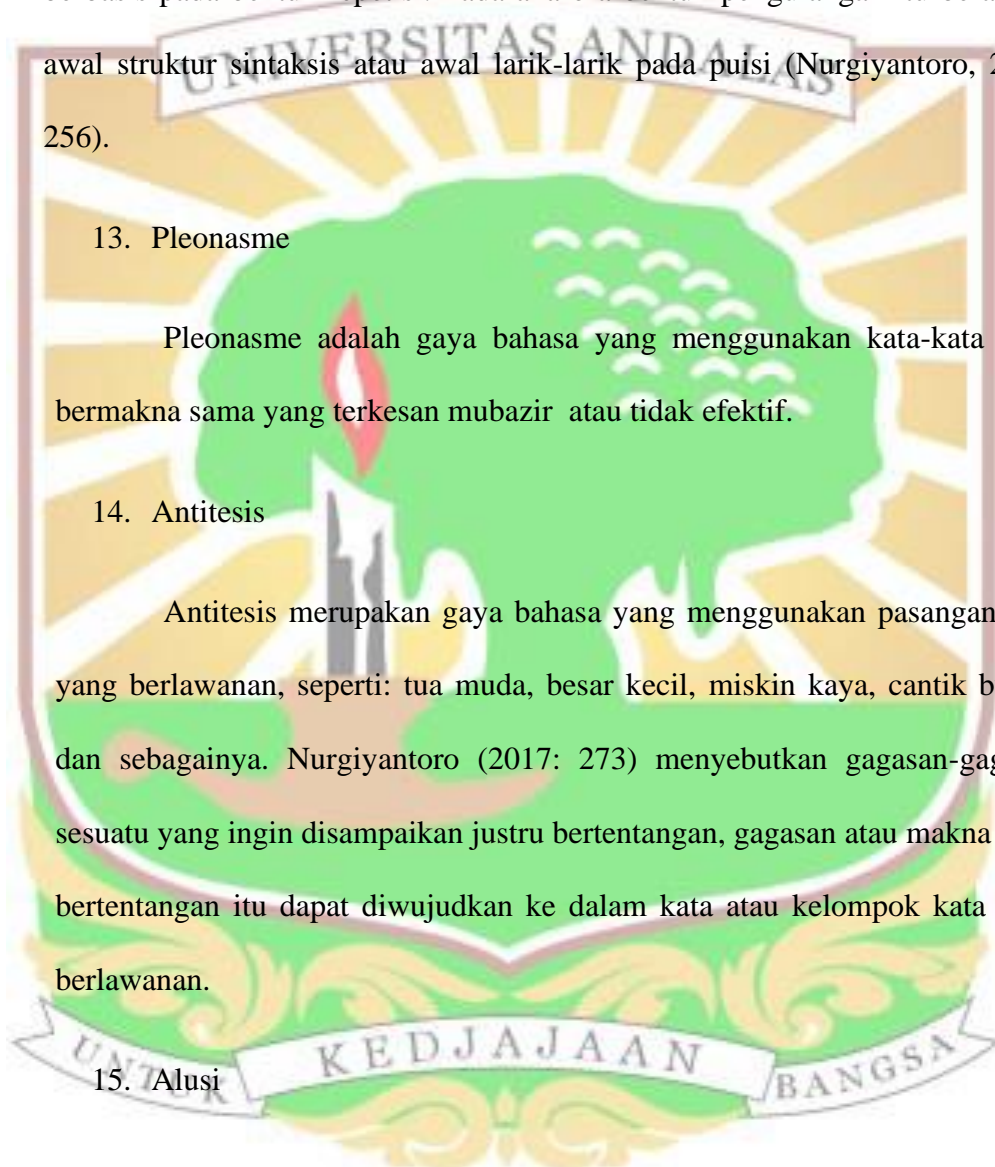 UNIVERSITAS ANDALAS
awal struktur sintaksis atau awal larik-larik pada puisi (Nurgiyantoro,
256).
13. Pleonasme
Pleonasme adalah gaya bahasa yang menggunakan kata-kata
bermakna sama yang terkesan mubazir atau tidak efektif.
14. Antitesis
Antitesis merupakan gaya bahasa yang menggunakan pasangan
yang berlawanan, seperti: tua muda, besar kecil, miskin kaya, cantik
dan sebagainya. Nurgiyantoro (2017: 273) menyebutkan
sesuatu yang ingin disampaikan justru bertentangan, gagasan atau makna
bertentangan itu dapat diwujudkan ke dalam kata atau kelompok kata
berlawanan.
15. Alusi
UNTUK KEDJAJAAN BANGSA